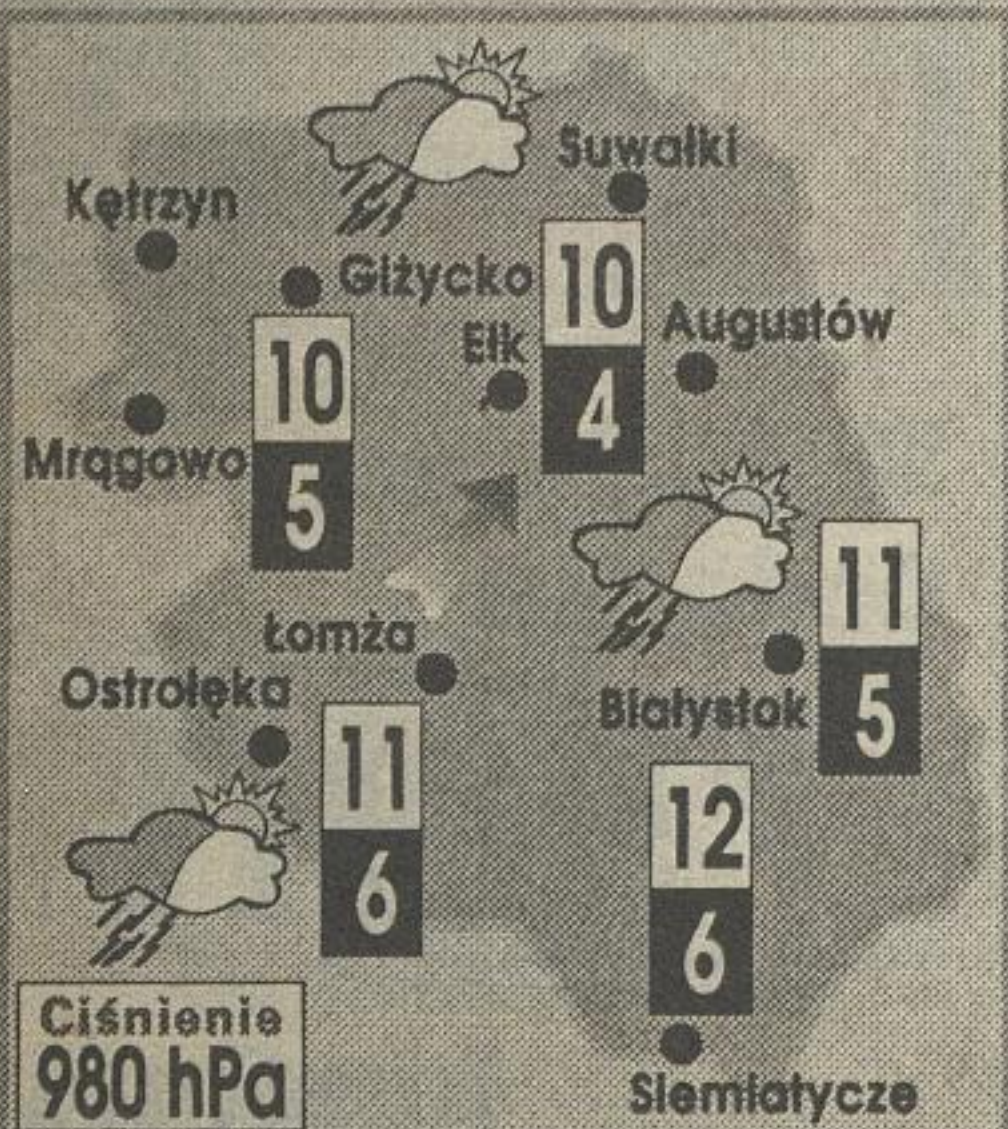 Suwałki
Kętrzyn
Giżycko
10
4
Ełk
Augustów
10
5
Mrągowo
11
5
Łomża
Ostrołęka
Białystok
11
6
12
6
Ciśnienie
980 hPa
Siemiatycze